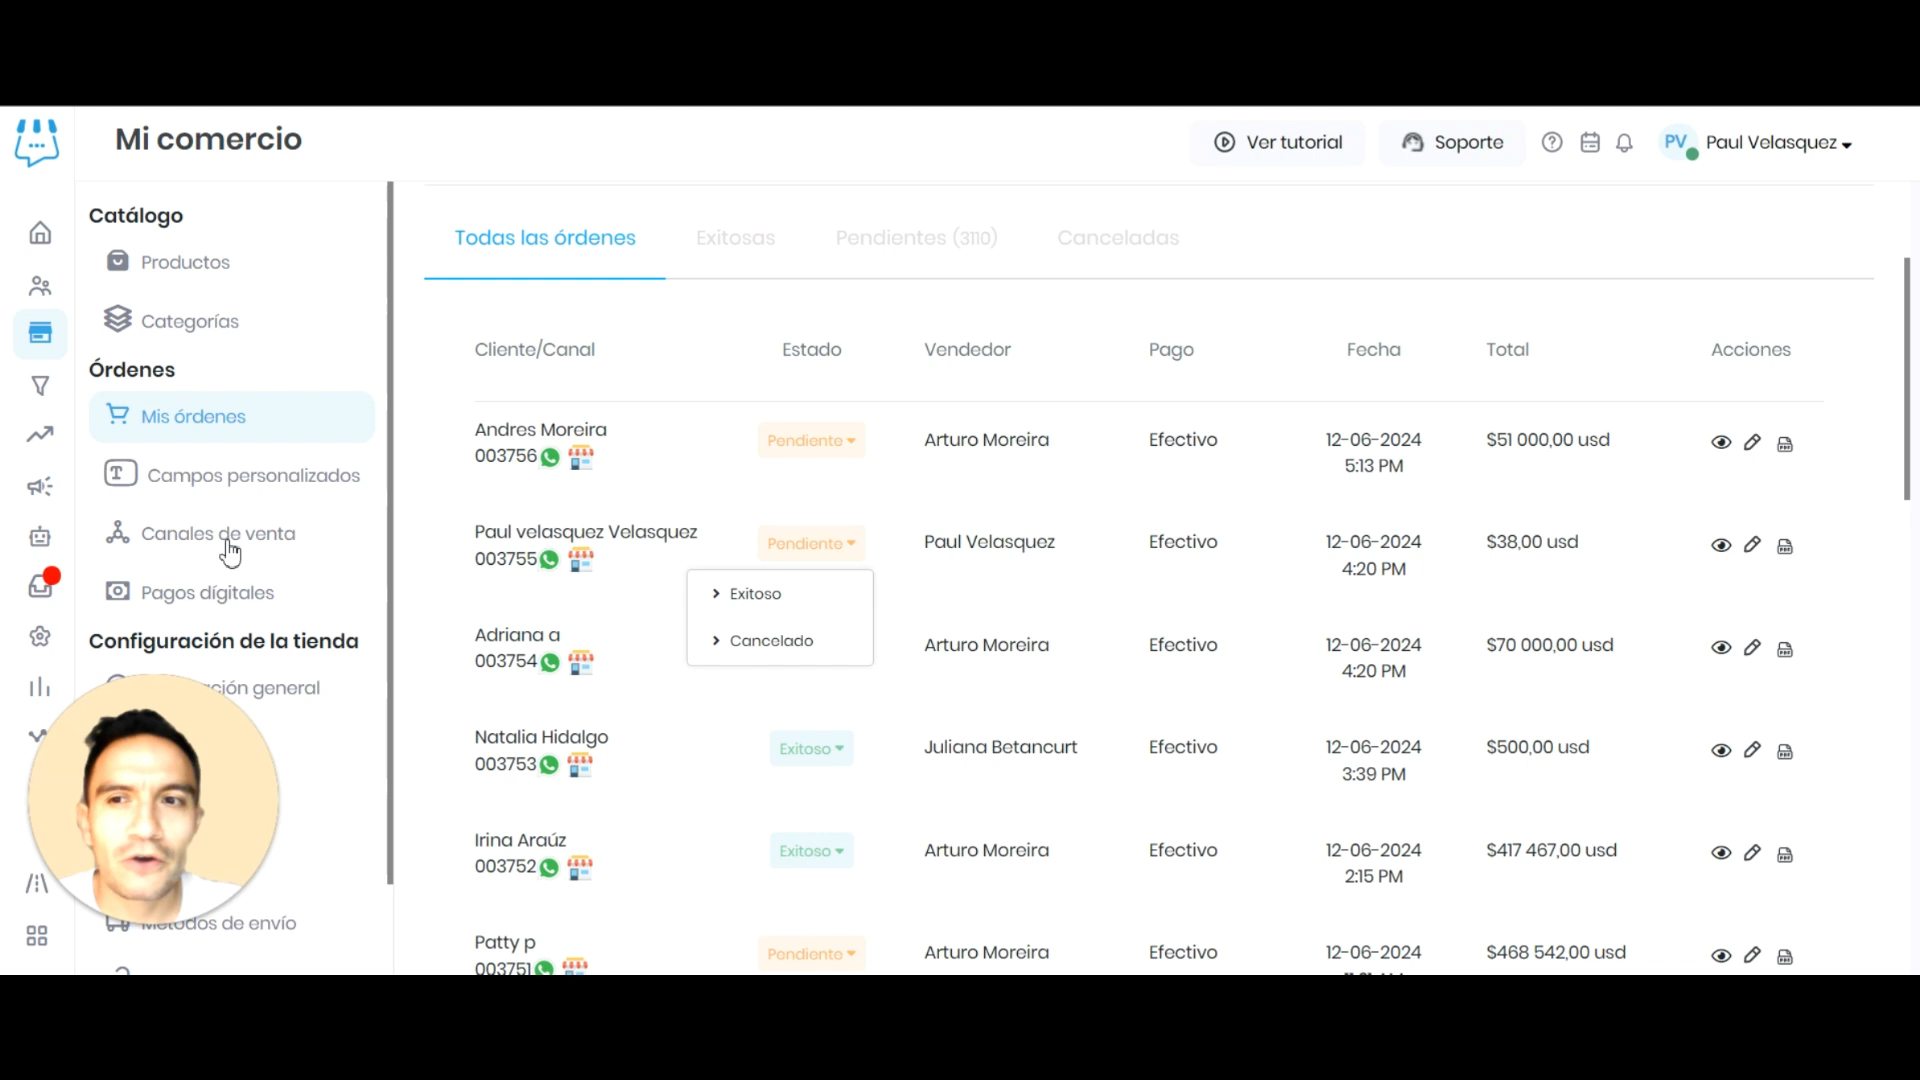 Mi comercio
Ver tutorial
Soporte
PV
Paul Velasquez
Catálogo
Productos
Categorías
Órdenes
Mis órdenes
Campos personalizados
Canales de venta
Pagos dígitales
Configuración de la tienda
ción general
Métodos de envío
Todas las órdenes
Exitosas
Pendientes (3110)
Canceladas
Cliente/Canal Estado Vendedor Pago Fecha Total Acciones
Andres Moreira
003756
Pendiente
Arturo Moreira
Efectivo
12-06-2024
5:13 PM
$51 000,00 usd
Paul velasquez Velasquez
003755
Pendiente
Exitoso
Cancelado
Paul Velasquez
Efectivo
12-06-2024
4:20 PM
$38,00 usd
Adriana a
003754
Arturo Moreira
Efectivo
12-06-2024
4:20 PM
$70 000,00 usd
Natalia Hidalgo
003753
Exitoso
Juliana Betancurt
Efectivo
12-06-2024
3:39 PM
$500,00 usd
Irina Araúz
003752
Exitoso
Arturo Moreira
Efectivo
12-06-2024
2:15 PM
$417 467,00 usd
Patty p
003751
Pendiente
Arturo Moreira
Efectivo
12-06-2024
$468 542,00 usd